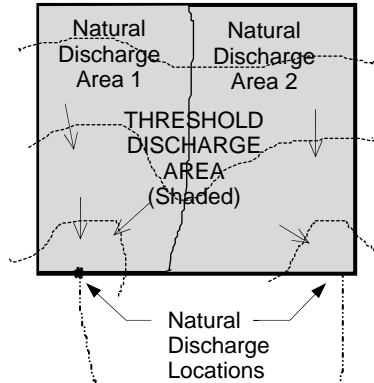 Natural
Discharge
Area 1
Natural
Discharge
Area 2
THRESHOLD
DISCHARGE
AREA
(Shaded)
Natural
Discharge
Locations